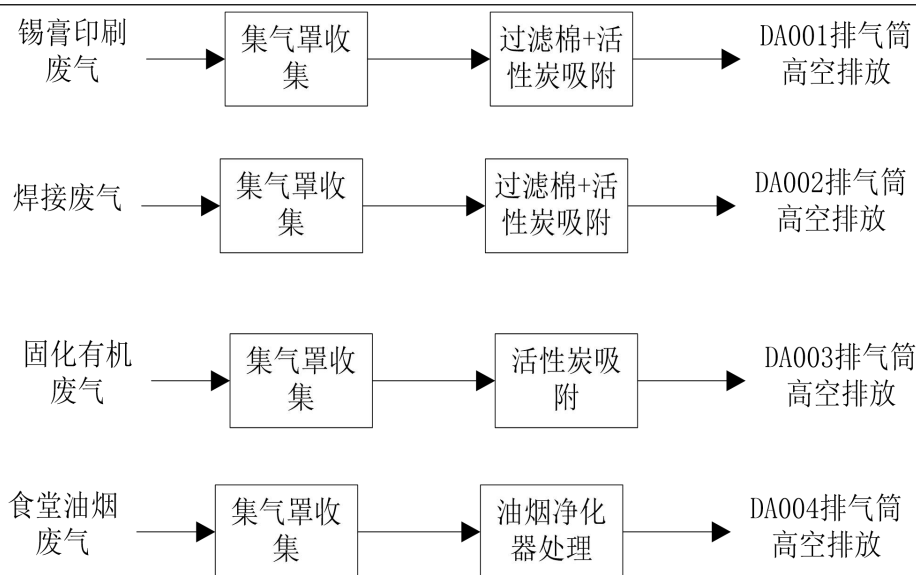 锡膏印刷
废气
集气罩收
集
过滤棉+活
性炭吸附
DA001排气筒
高空排放
焊接废气
集气罩收
集
过滤棉+活
性炭吸附
DA002排气筒
高空排放
固化有机
废气
集气罩收
集
活性炭吸
附
DA003排气筒
高空排放
食堂油烟
废气
集气罩收
集
油烟净化
器处理
DA004排气筒
高空排放